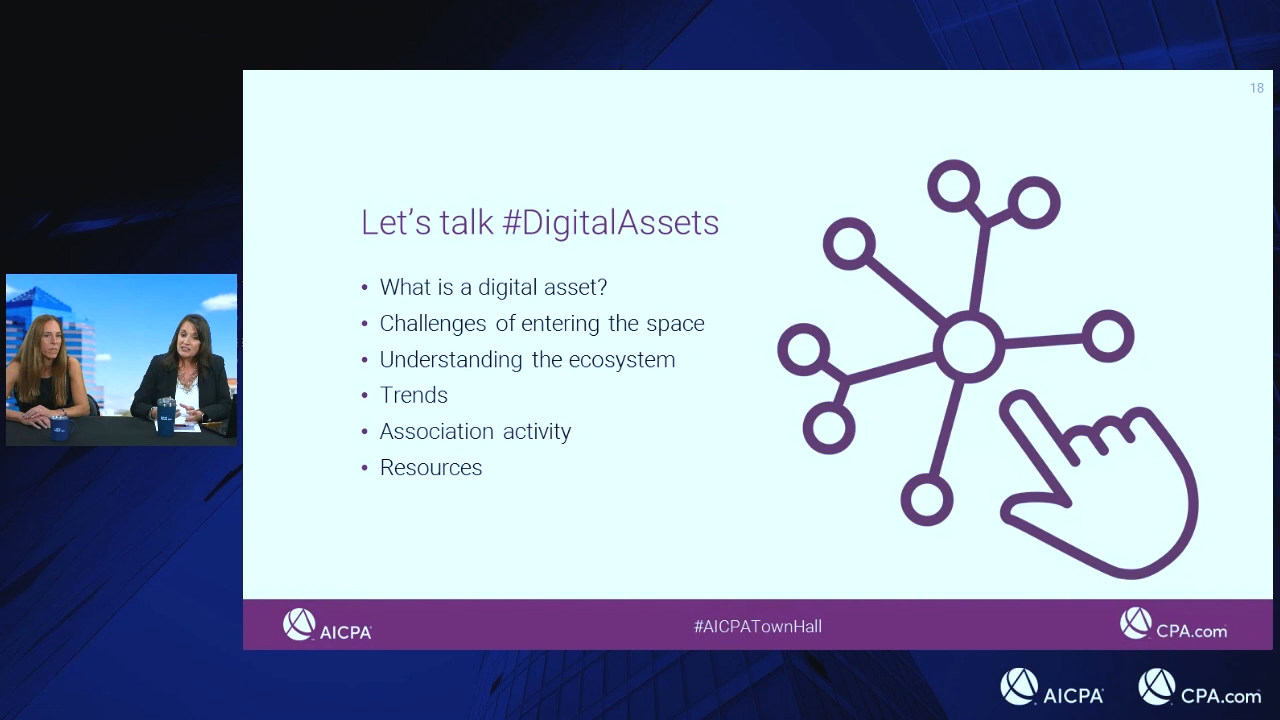 18
Let's talk #DigitalAssets
• What is a digital asset?
• Challenges of entering the space
• Understanding the ecosystem
• Trends
• Association activity
• Resources
AICPA
#AICPATownHall
CPA.com
AICPA
CPA.com